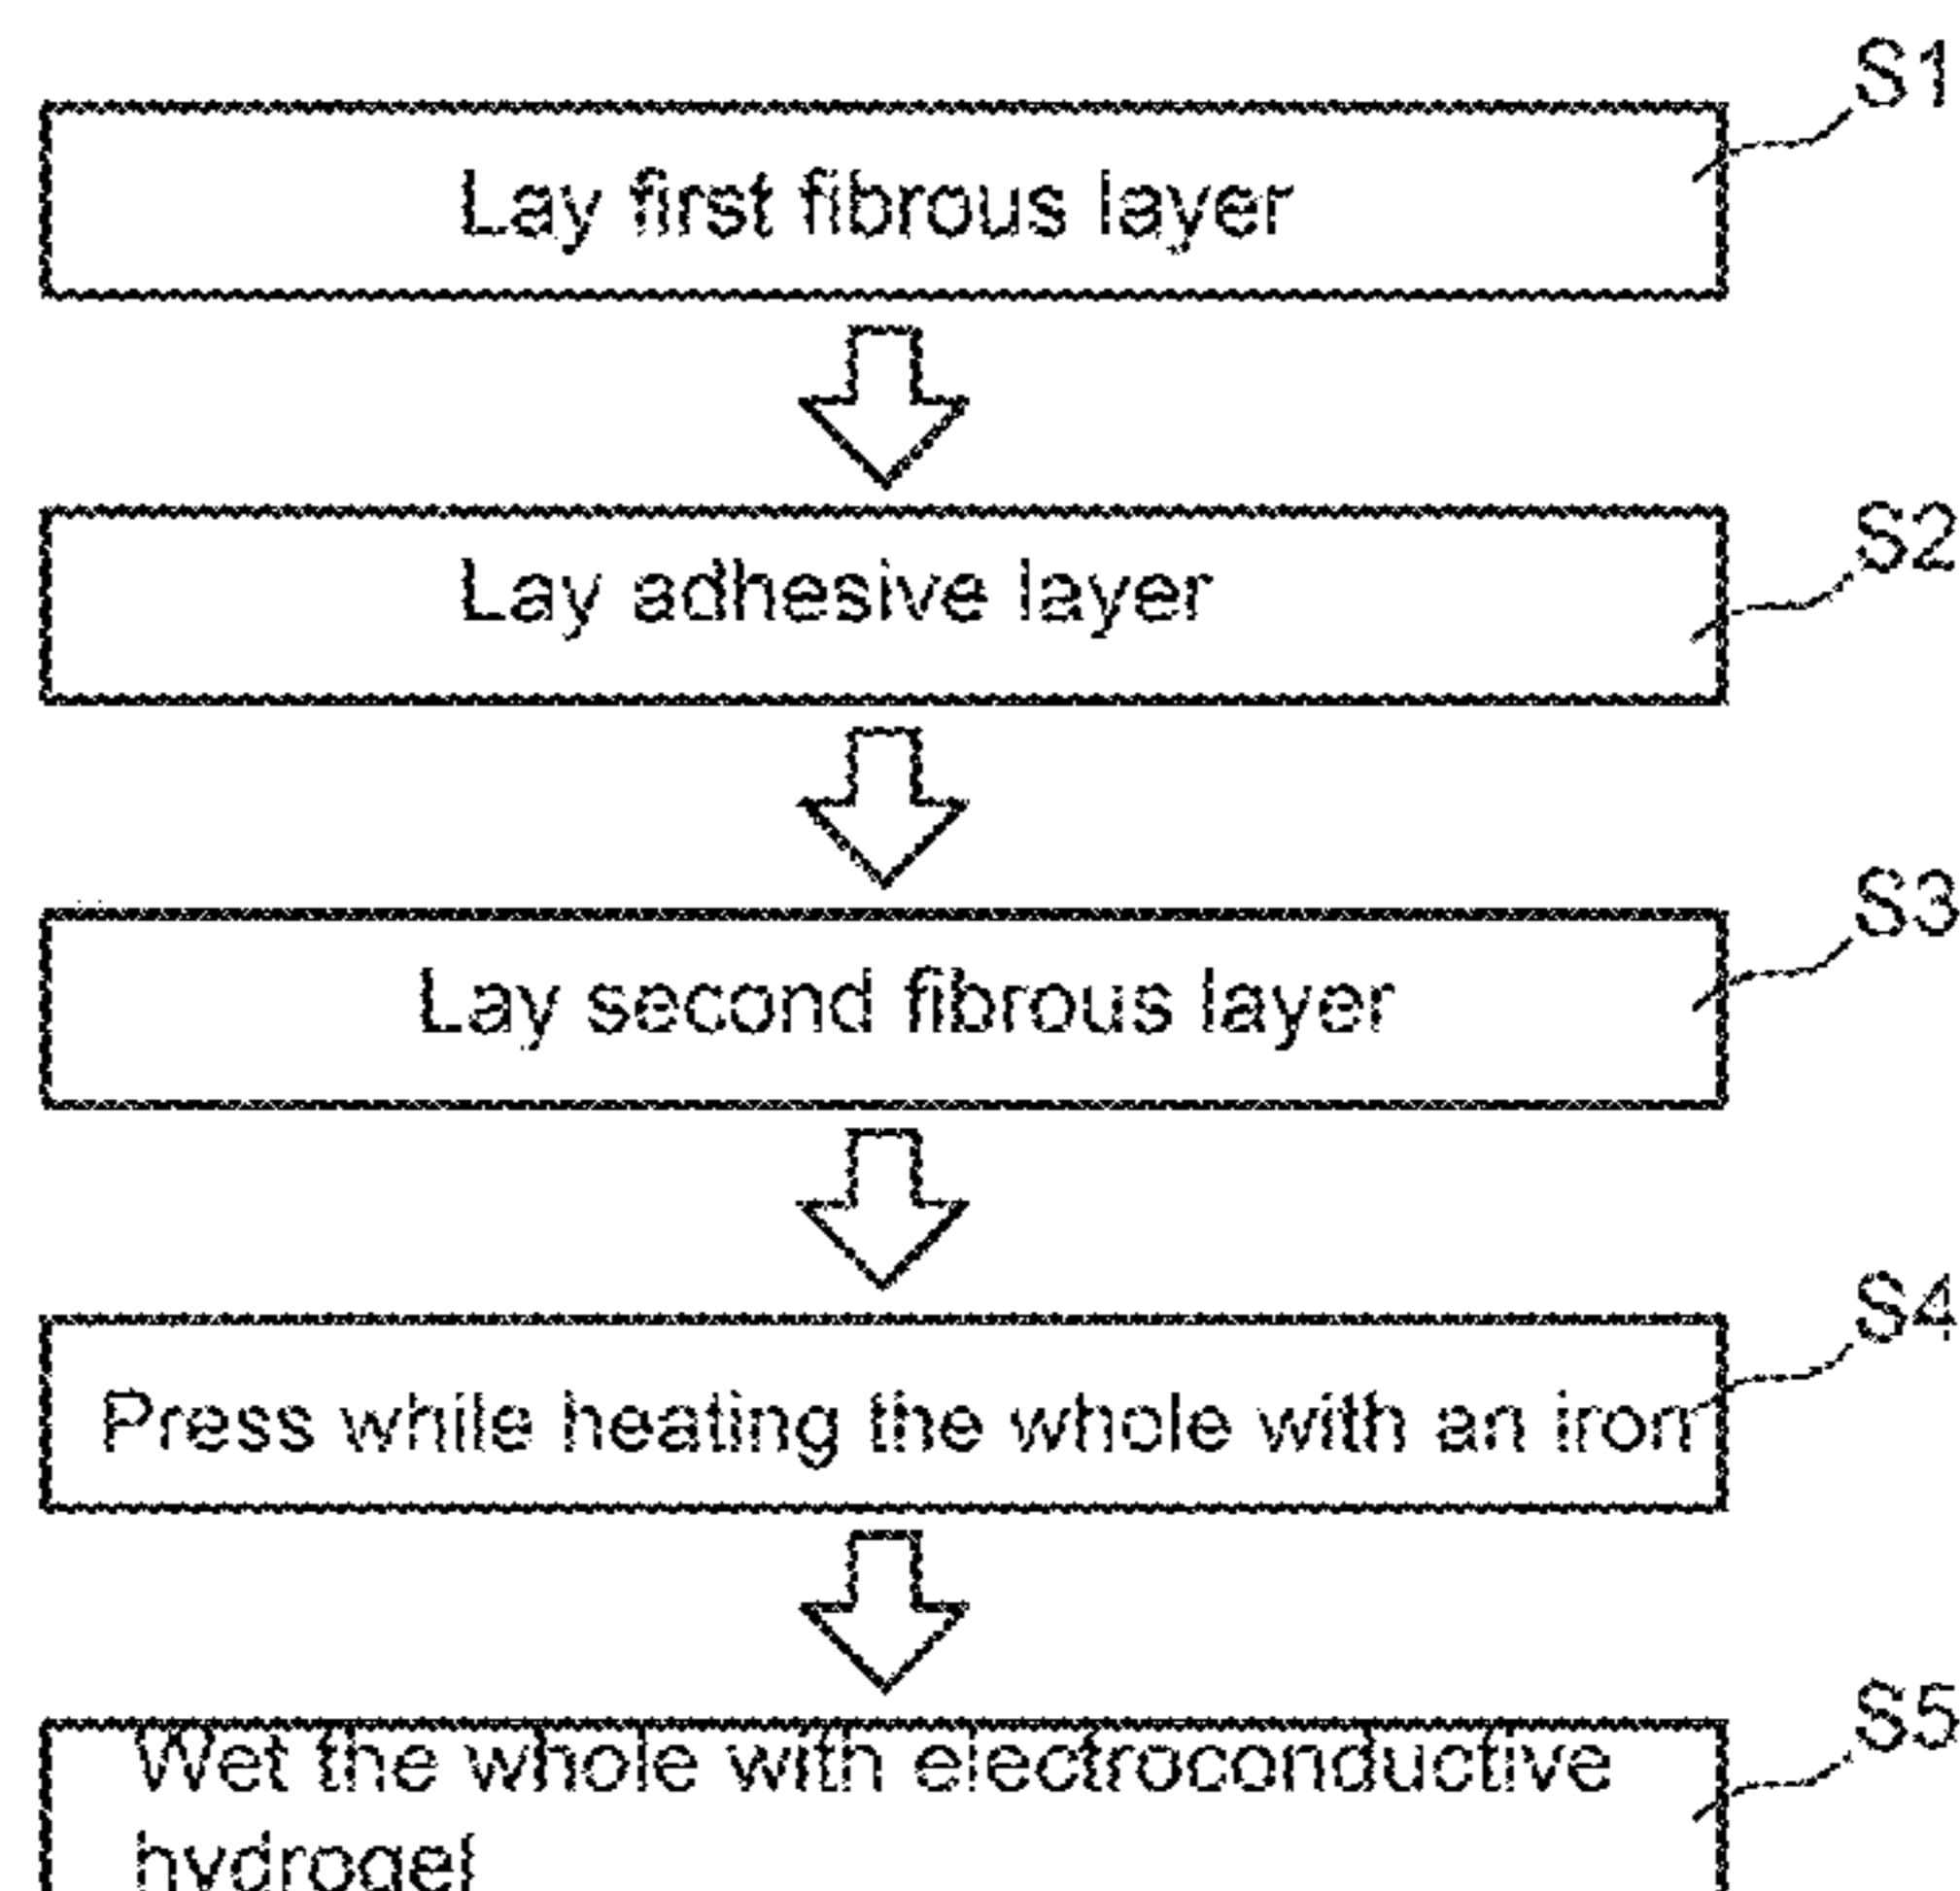 S1
Lay first fibrous layer
S2
Lay adhesive layer
S3
Lay second fibrous layer
S4
Press while heating the whole with an iron
S5
Wet the whole with electroconductive
hydrogel